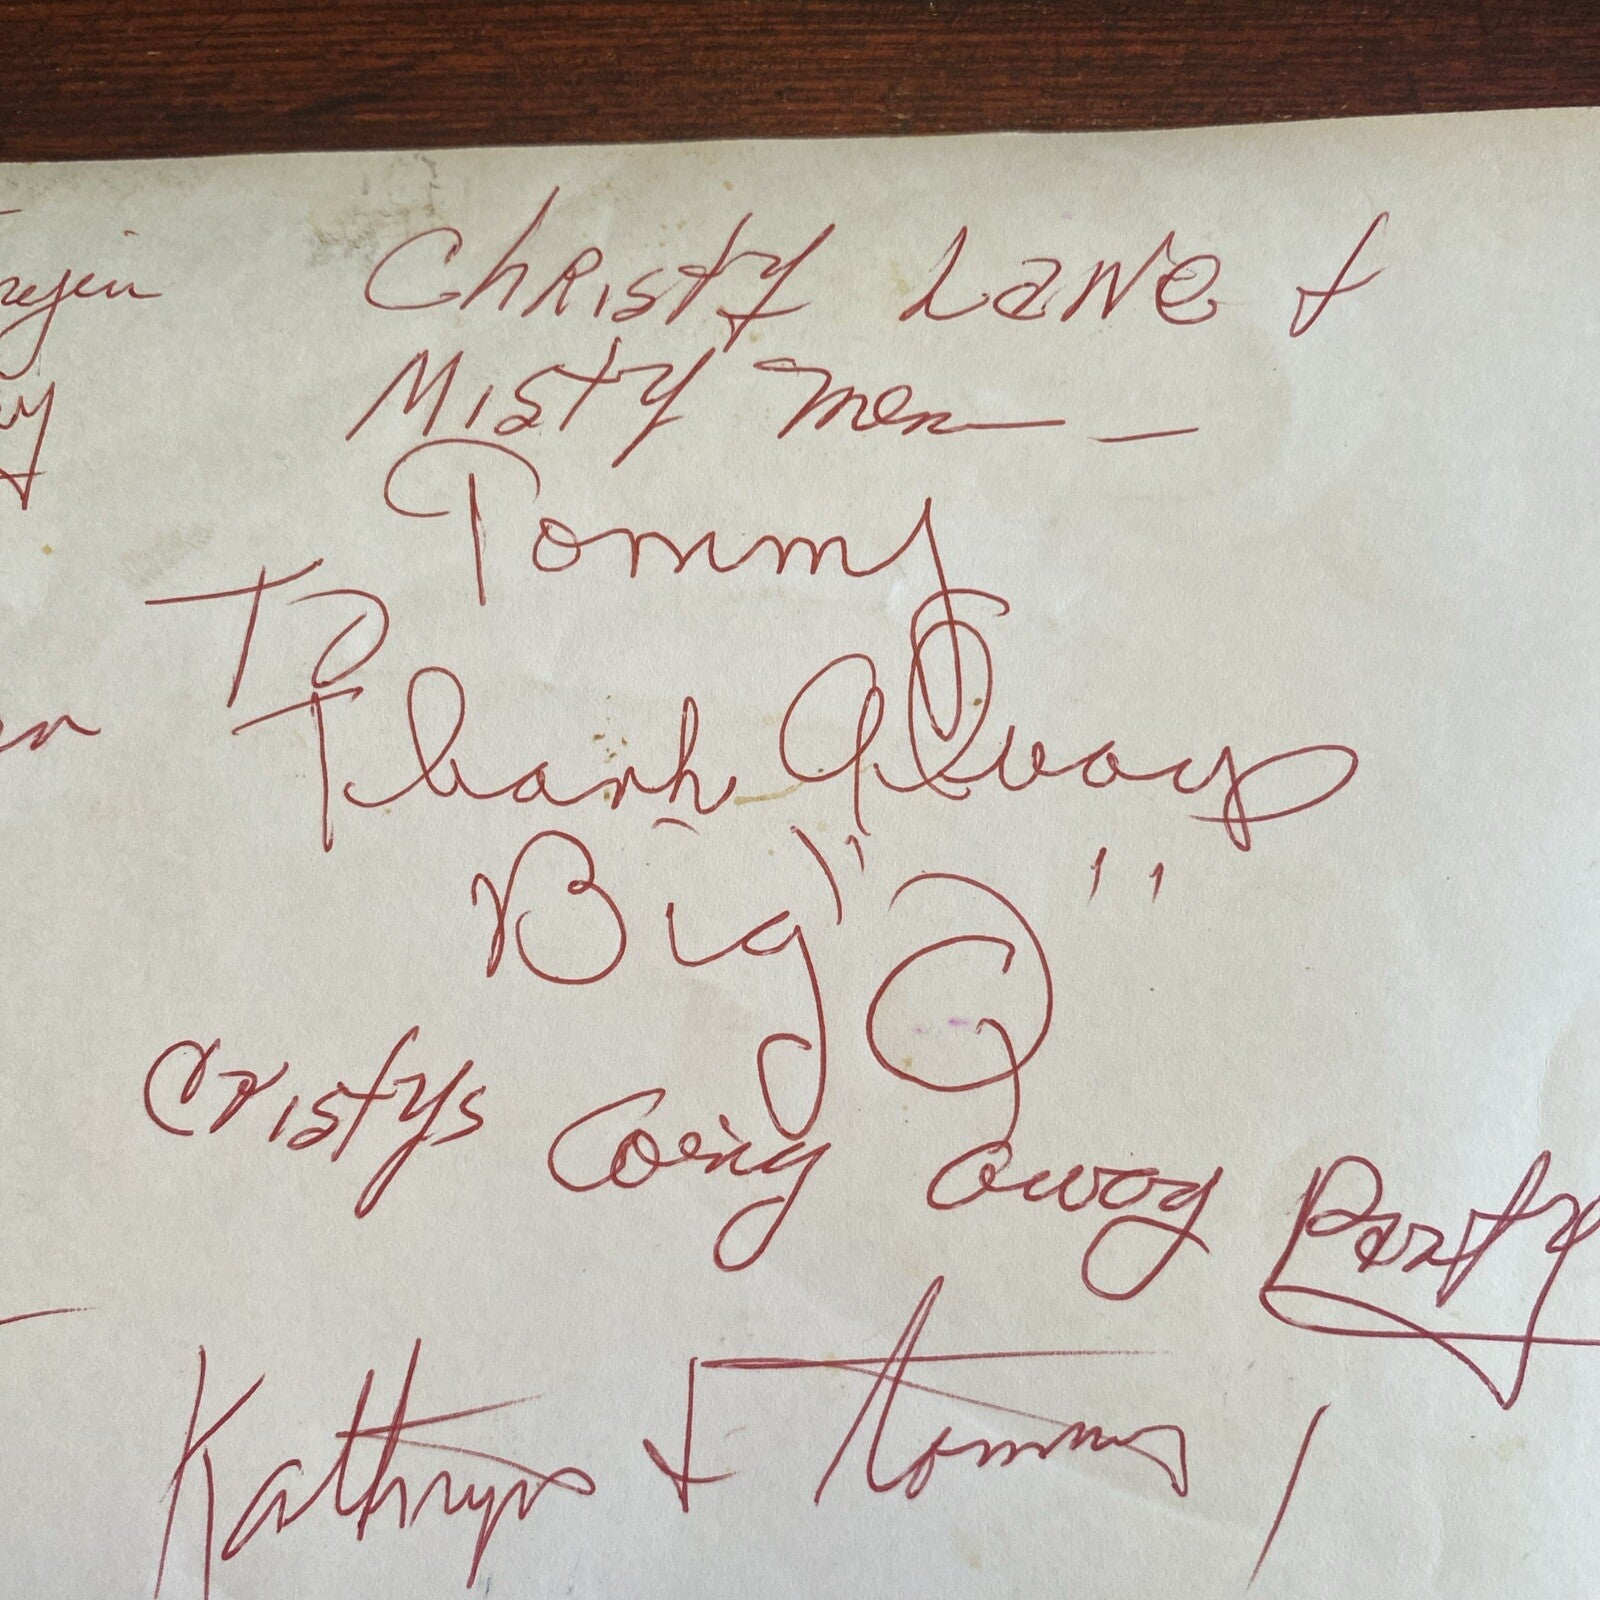 Christy Lane &
Misty men —
Tommy
To
Thank Always
Big "Q"
Cristys Going away Party
Kathryn & Tommy,